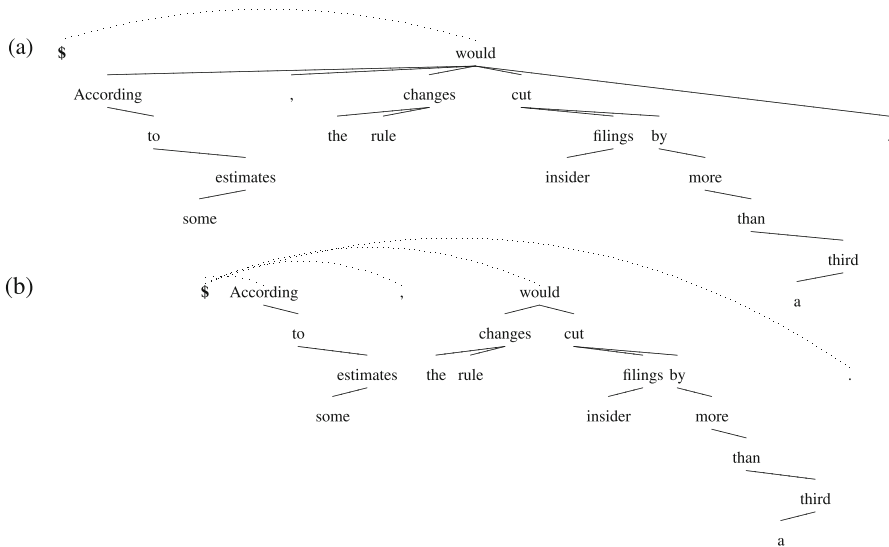 (a) $ would
According , changes cut .
to the rule filings by
estimates insider more
some than
third
a
(b) $ According , would
to changes cut
estimates the rule filings by .
some insider more
than
third
a